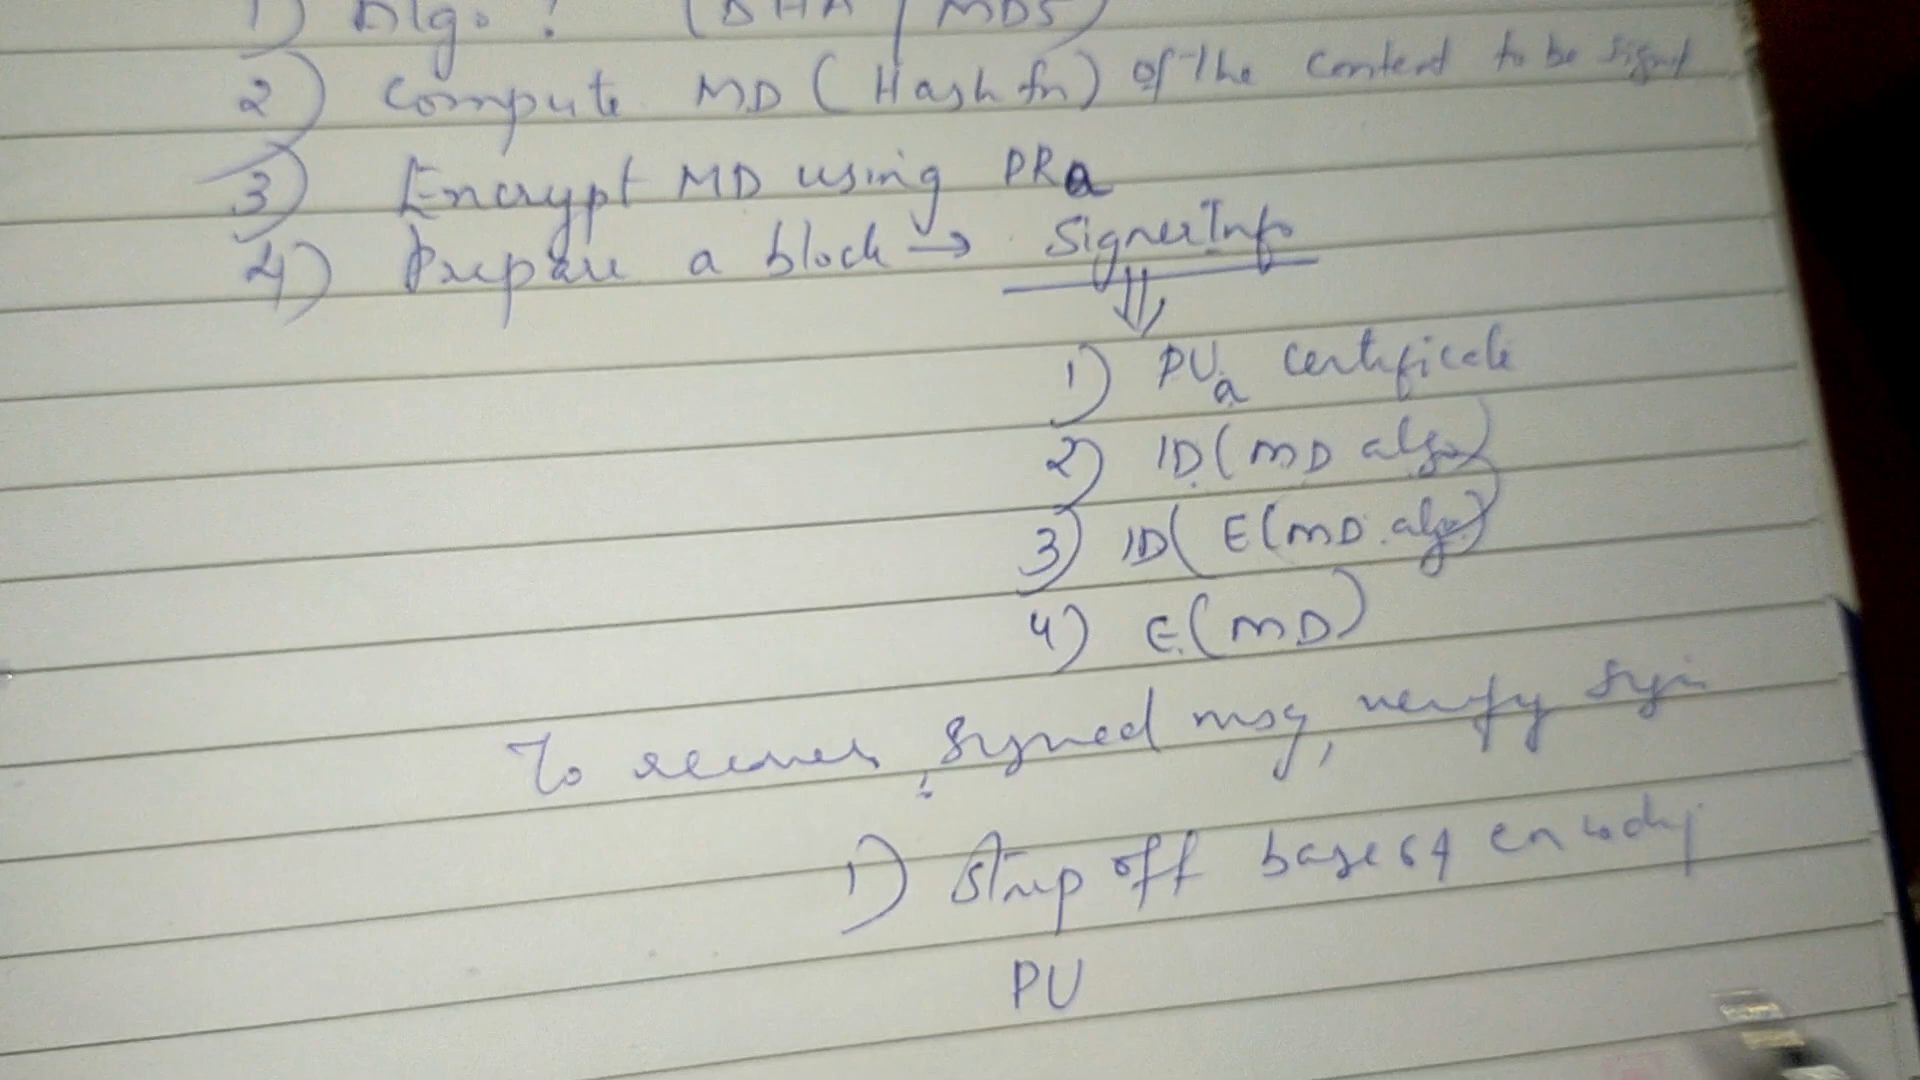 1) Algo: (SHA / MD5)
2) Compute MD (Hash fn) of the content to be signed
3) Encrypt MD using PRa
4) Prepare a block → SignerInfo
⇓
1) PUa certificate
2) ID(MD algo)
3) ID(E(MD.algo)
4) E(MD)
To recover signed msg, verify sign
:
1) Strip off base64 encoding
PU